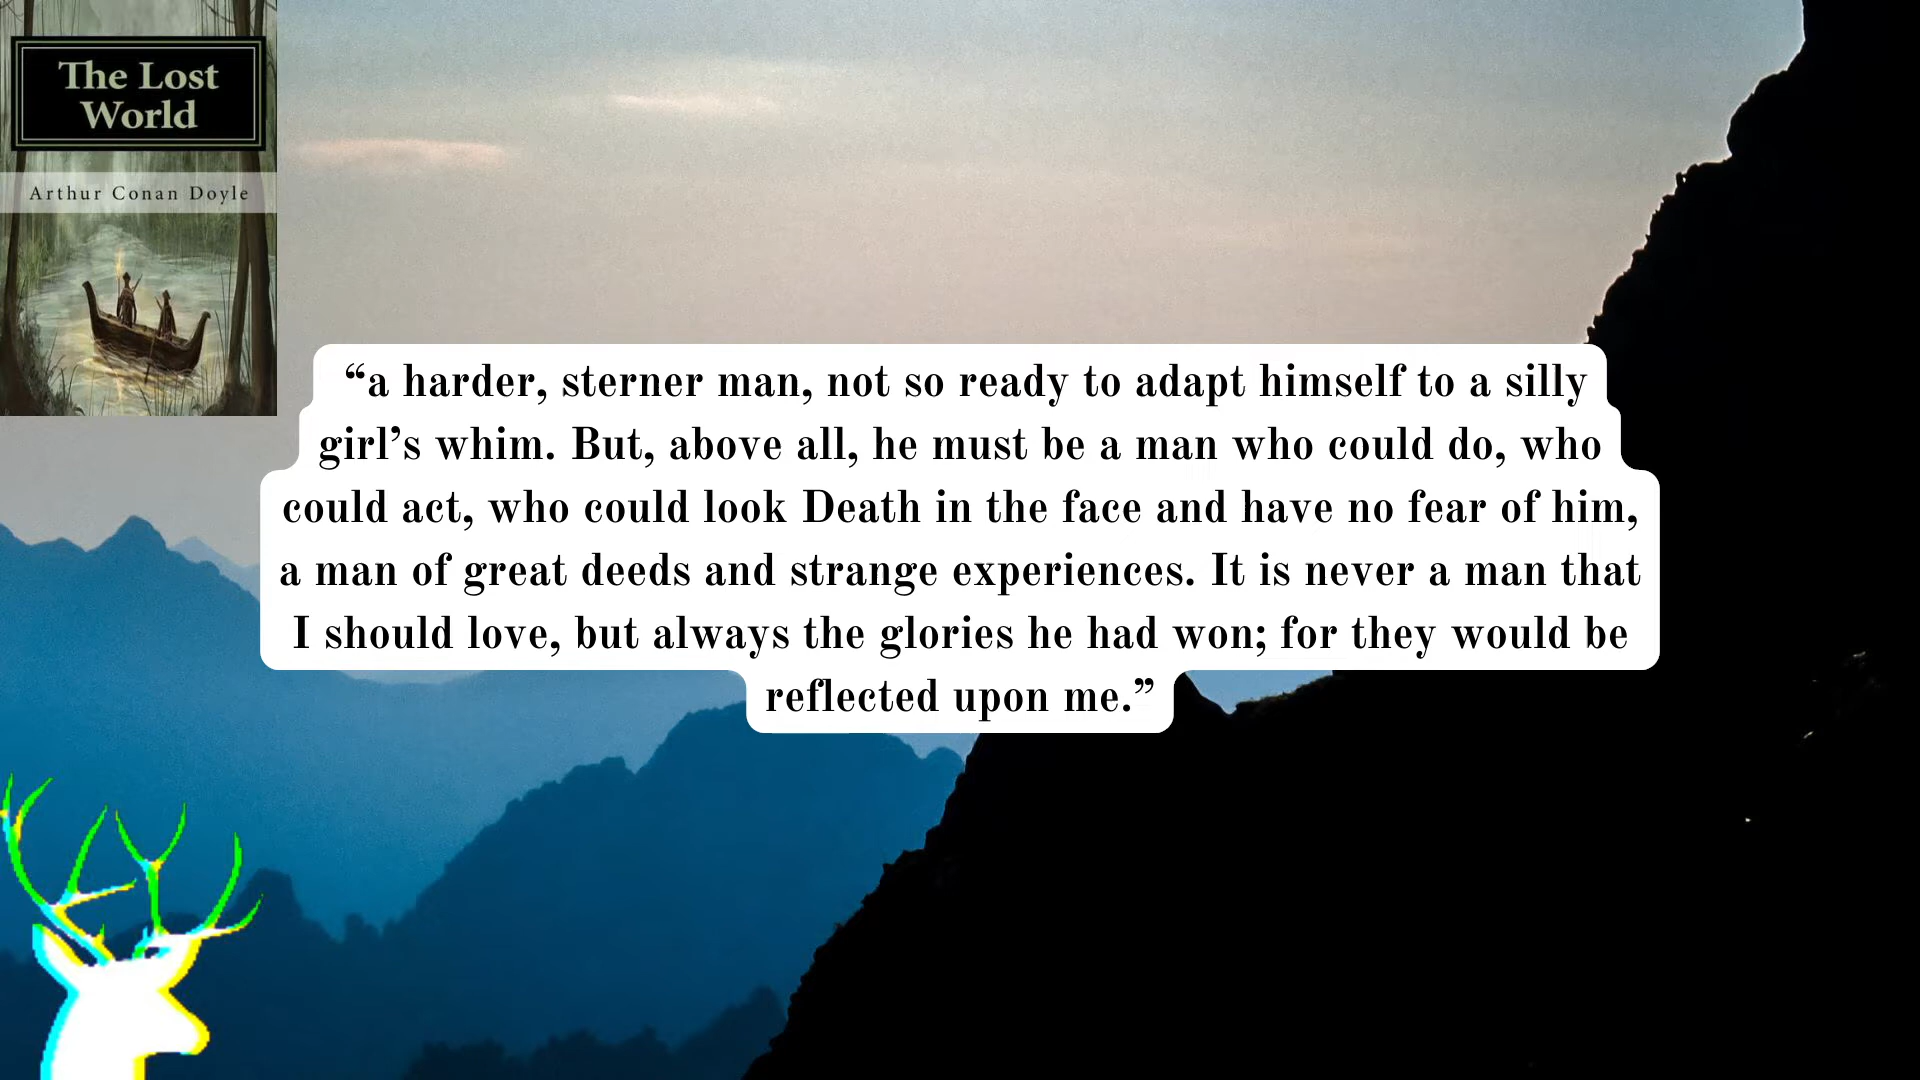 The Lost
World
Arthur Conan Doyle
“a harder, sterner man, not so ready to adapt himself to a silly
girl’s whim. But, above all, he must be a man who could do, who
could act, who could look Death in the face and have no fear of him,
a man of great deeds and strange experiences. It is never a man that
I should love, but always the glories he had won; for they would be
reflected upon me.”